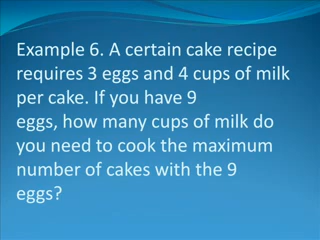 Example 6. A certain cake recipe
requires 3 eggs and 4 cups of milk
per cake. If you have 9
eggs, how many cups of milk do
you need to cook the maximum
number of cakes with the 9
eggs?